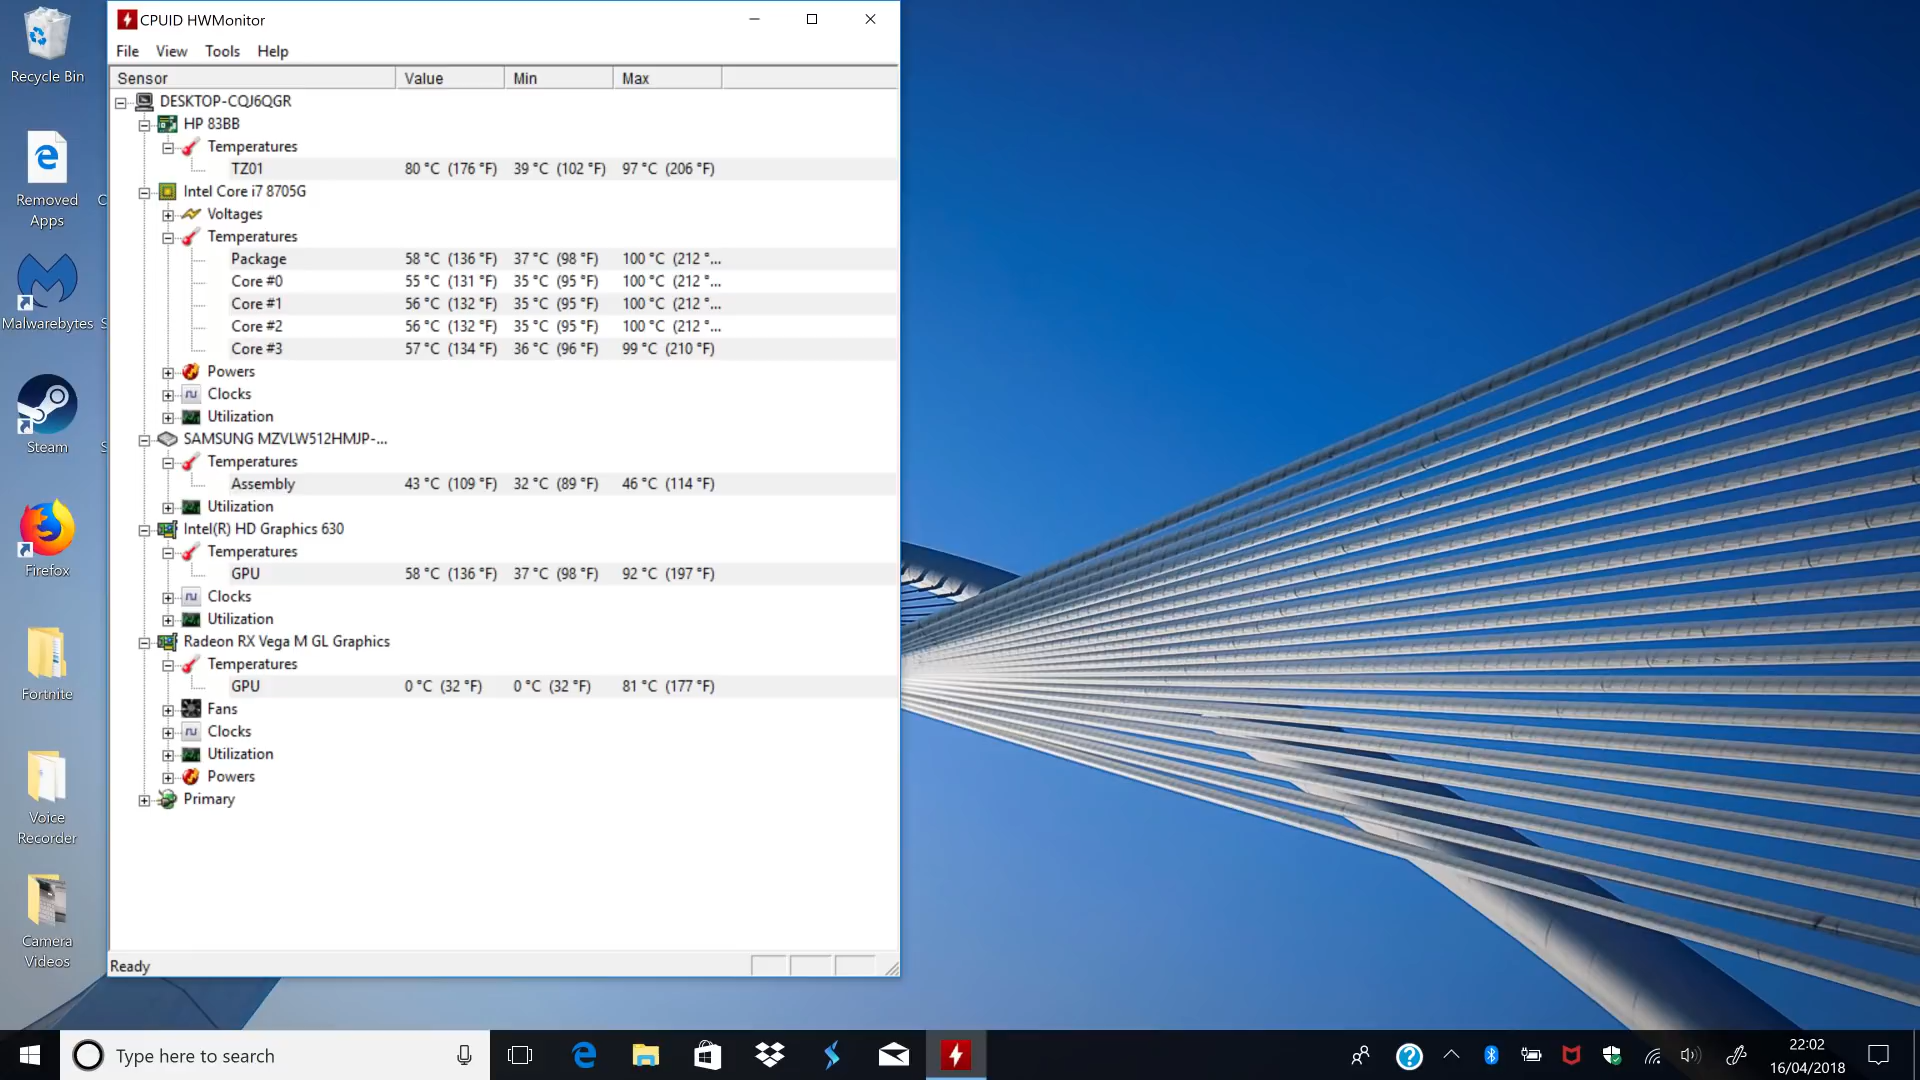 Recycle Bin
Removed
Apps
C
Malwarebytes
S
Steam
S
Firefox
Fortnite
Voice
Recorder
Camera
Videos
CPUID HWMonitor
File View Tools Help
Sensor Value Min Max
DESKTOP-CQJ6QGR
HP 83BB
Temperatures
TZ01 80 °C (176 °F) 39 °C (102 °F) 97 °C (206 °F)
Intel Core i7 8705G
Voltages
Temperatures
Package 58 °C (136 °F) 37 °C (98 °F) 100 °C (212 °...
Core #0 55 °C (131 °F) 35 °C (95 °F) 100 °C (212 °...
Core #1 56 °C (132 °F) 35 °C (95 °F) 100 °C (212 °...
Core #2 56 °C (132 °F) 35 °C (95 °F) 100 °C (212 °...
Core #3 57 °C (134 °F) 36 °C (96 °F) 99 °C (210 °F)
Powers
Clocks
Utilization
SAMSUNG MZVLW512HMJP-...
Temperatures
Assembly 43 °C (109 °F) 32 °C (89 °F) 46 °C (114 °F)
Utilization
Intel(R) HD Graphics 630
Temperatures
GPU 58 °C (136 °F) 37 °C (98 °F) 92 °C (197 °F)
Clocks
Utilization
Radeon RX Vega M GL Graphics
Temperatures
GPU 0 °C (32 °F) 0 °C (32 °F) 81 °C (177 °F)
Fans
Clocks
Utilization
Powers
Primary
Ready
Type here to search
22:02
16/04/2018